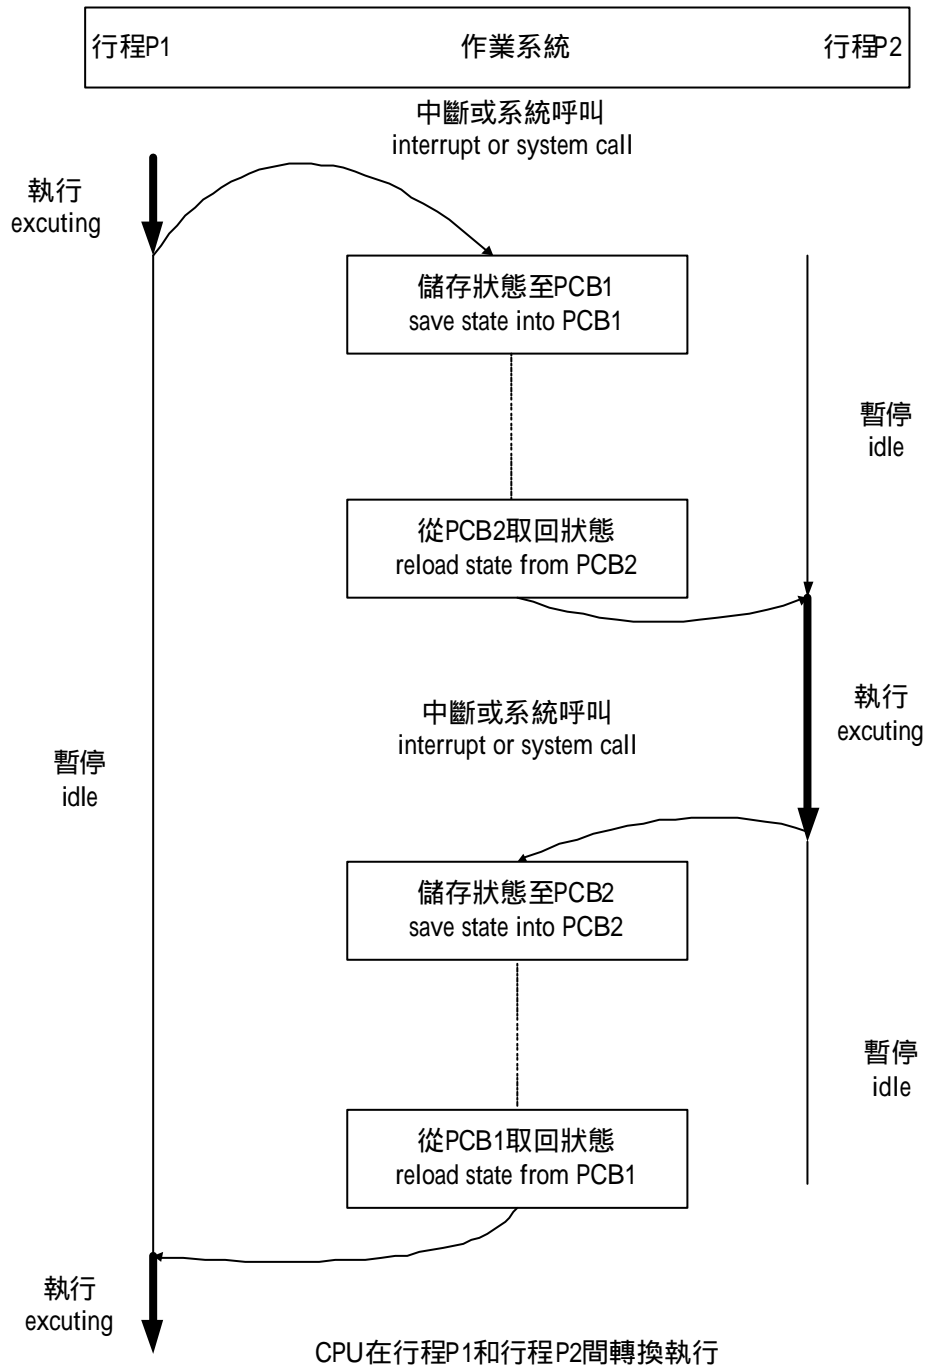 行程P1 作業系統 行程P2
中斷或系統呼叫
interrupt or system call
執行
excuting
儲存狀態至PCB1
save state into PCB1
暫停
idle
從PCB2取回狀態
reload state from PCB2
執行
excuting
中斷或系統呼叫
interrupt or system call
暫停
idle
儲存狀態至PCB2
save state into PCB2
暫停
idle
從PCB1取回狀態
reload state from PCB1
執行
excuting
CPU在行程P1和行程P2間轉換執行